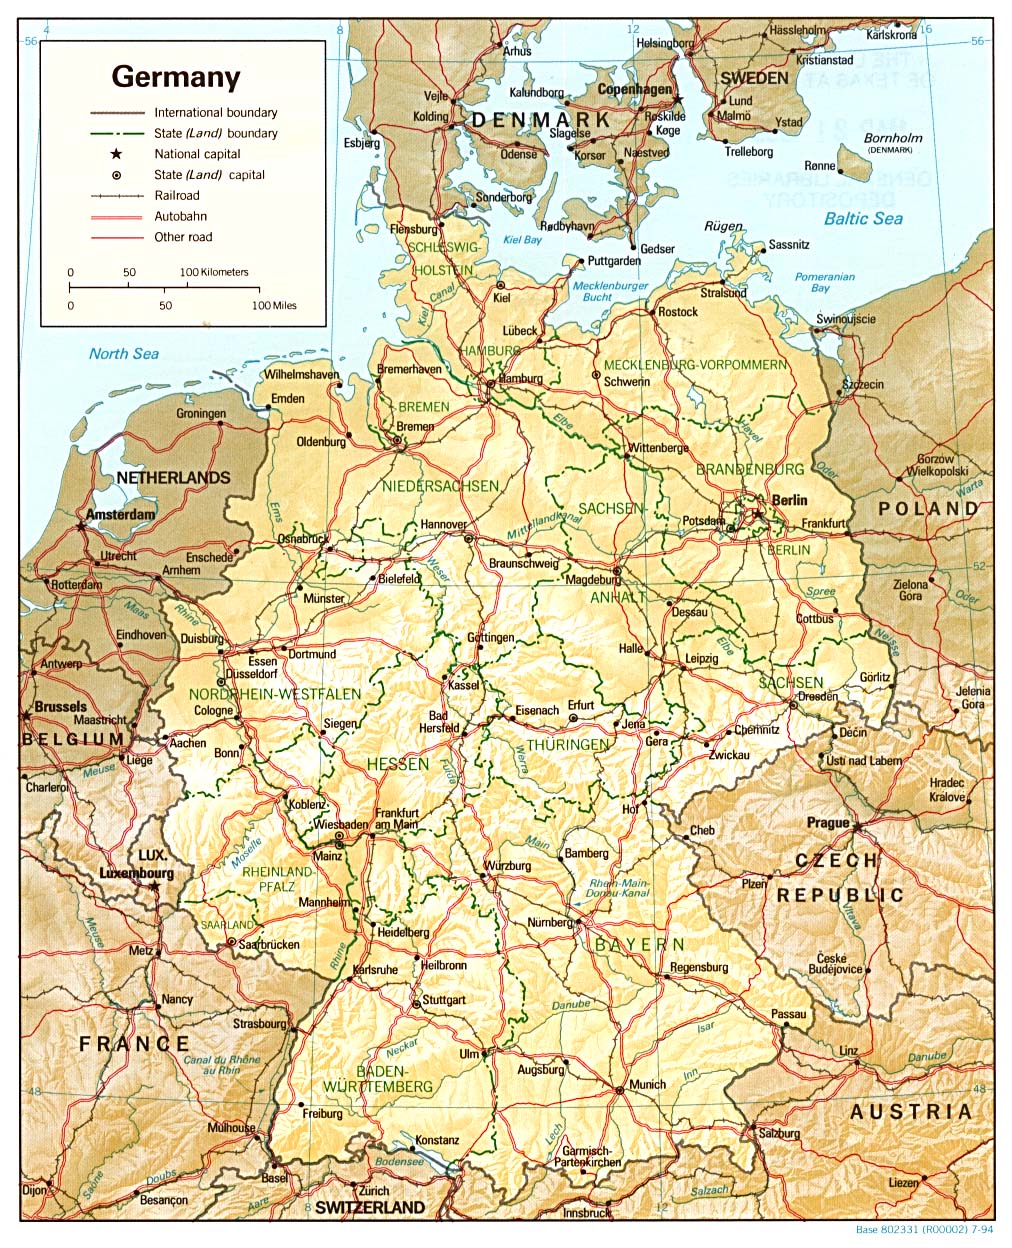 4
8
12
16
56
56
Germany
International boundary
State (Land) boundary
National capital
State (Land) capital
Railroad
Autobahn
Other road
0 50 100 Kilometers
0 50 100 Miles
Århus
Helsingborg
Hässleholm
Karlskrona
Kristianstad
SWEDEN
Vejle
Kalundborg
Copenhagen
Lund
Kolding
DENMARK
Roskilde
Malmö
Ystad
Esbjerg
Slagelse
Køge
Odense
Korsør
Næstved
Trelleborg
Bornholm
(DENMARK)
Rønne
Sonderborg
Baltic Sea
Flensburg
Rødbyhavn
Rügen
SCHLESWIG-
HOLSTEIN
Kiel Bay
Gedser
Sassnitz
Puttgarden
Kiel Canal
Kiel
Mecklenburger
Bucht
Stralsund
Pomeranian
Bay
Rostock
Swinoujscie
North Sea
Lübeck
HAMBURG
MECKLENBURG-VORPOMMERN
Wilhelmshaven
Bremerhaven
Hamburg
Schwerin
Szczecin
Emden
Groningen
BREMEN
Bremen
Oldenburg
Elbe
Havel
Wittenberge
NETHERLANDS
NIEDERSACHSEN
BRANDENBURG
Oder
Gorzow
Wielkopolski
Warta
Amsterdam
Ems
SACHSEN-
Berlin
POLAND
Hannover
Mittellandkanal
Potsdam
Frankfurt
Osnabrück
BERLIN
Utrecht
Enschede
Weser
Braunschweig
Arnhem
Bielefeld
Magdeburg
52
Rotterdam
Münster
ANHALT
Spree
Zielona
Gora
Oder
Maas
Rhine
Dessau
Cottbus
Eindhoven
Duisburg
Göttingen
Neisse
Antwerp
Essen
Dortmund
Halle
Leipzig
Elbe
Düsseldorf
Kassel
Görlitz
NORDRHEIN-WESTFALEN
SACHSEN
Dresden
Jelenia
Gora
Brussels
Maastricht
Cologne
Siegen
Bad
Hersfeld
Eisenach
Erfurt
Jena
Chemnitz
BELGIUM
Aachen
Bonn
THÜRINGEN
Gera
Zwickau
Děčín
Liège
Meuse
HESSEN
Fulda
Werra
Ustí nad Labem
Charleroi
Koblenz
Hof
Hradec
Kralove
Wiesbaden
Frankfurt
am Main
Prague
Mainz
Main
Bamberg
Cheb
LUX.
Luxembourg
Moselle
RHEINLAND-
PFALZ
Würzburg
CZECH
REPUBLIC
Rhein-Main-
Donau-Kanal
Plzen
Mannheim
Nürnberg
Vltava
SAARLAND
Saarbrücken
Heidelberg
Meuse
Metz
Rhine
Karlsruhe
Heilbronn
BAYERN
Regensburg
České
Budějovice
Nancy
Stuttgart
Danube
Passau
Strasbourg
Isar
FRANCE
Canal du Rhône
au Rhin
Neckar
Ulm
Augsburg
Linz
Danube
BADEN-
WÜRTTEMBERG
Munich
Inn
48
48
Freiburg
AUSTRIA
Mulhouse
Konstanz
Lech
Salzburg
Garmisch-
Partenkirchen
Bodensee
Basel
Doubs
Saône
Dijon
Besançon
Aare
Zürich
SWITZERLAND
Innsbruck
Salzach
Liezen
8
12
Base 802331 (R00002) 7-94